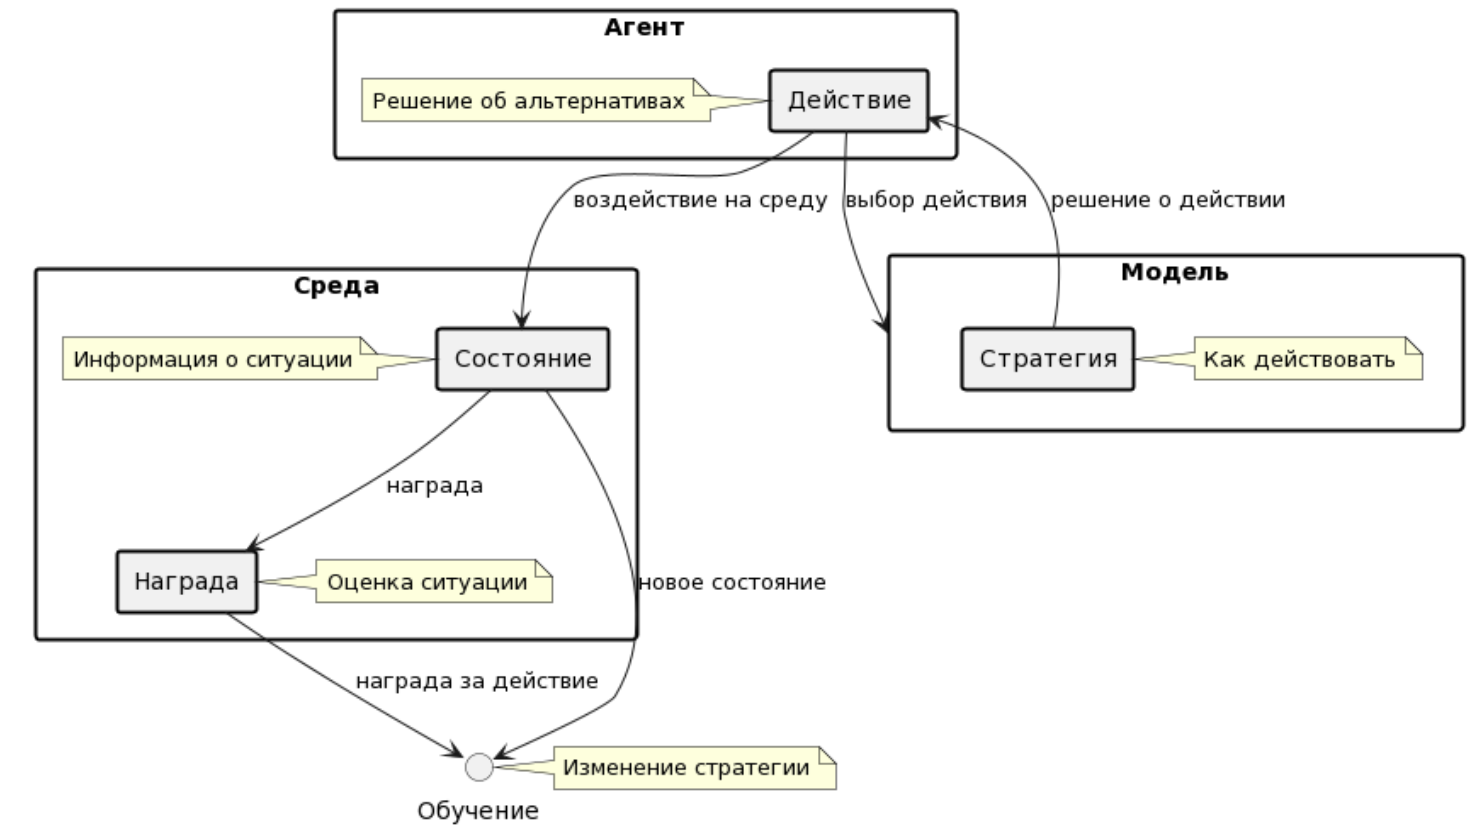 Агент
Решение об альтернативах
Действие
воздействие на среду
выбор действия
решение о действии
Среда
Модель
Информация о ситуации
Состояние
Стратегия
Как действовать
награда
Награда
Оценка ситуации
новое состояние
награда за действие
Изменение стратегии
Обучение